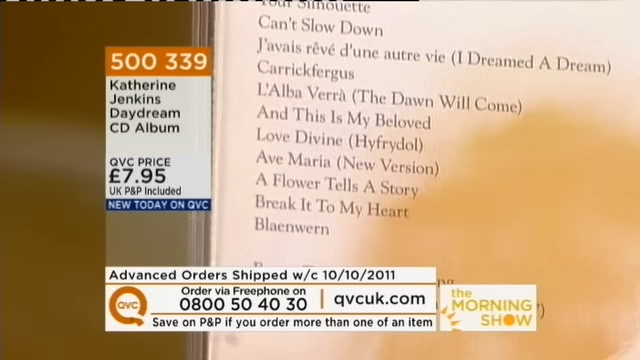 Your Silhouette
Can't Slow Down
J'avais rêvé d'une autre vie (I Dreamed A Dream)
Carrickfergus
L'Alba Verrà (The Dawn Will Come)
And This Is My Beloved
Love Divine (Hyfrydol)
Ave Maria (New Version)
A Flower Tells A Story
Break It To My Heart
Blaenwern
500 339
Katherine
Jenkins
Daydream
CD Album
QVC PRICE
£7.95
UK P&P Included
NEW TODAY ON QVC
Advanced Orders Shipped w/c 10/10/2011
QVC
Order via Freephone on
0800 50 40 30
qvcuk.com
Save on P&P if you order more than one of an item
the
MORNING
SHOW